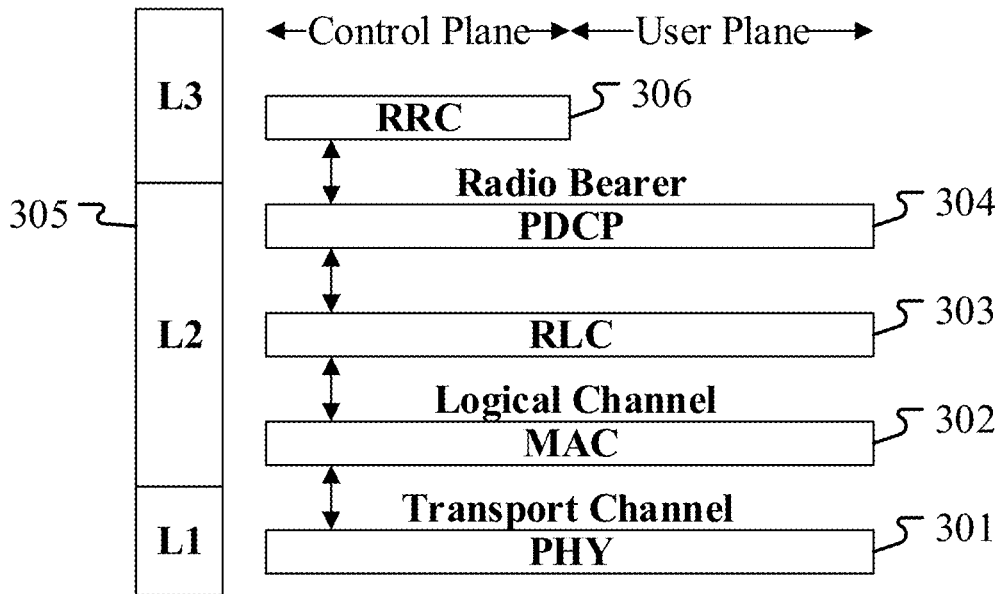 Control Plane User Plane
L3
RRC
306
Radio Bearer
305
PDCP
304
L2
RLC
303
Logical Channel
MAC
302
Transport Channel
L1
PHY
301